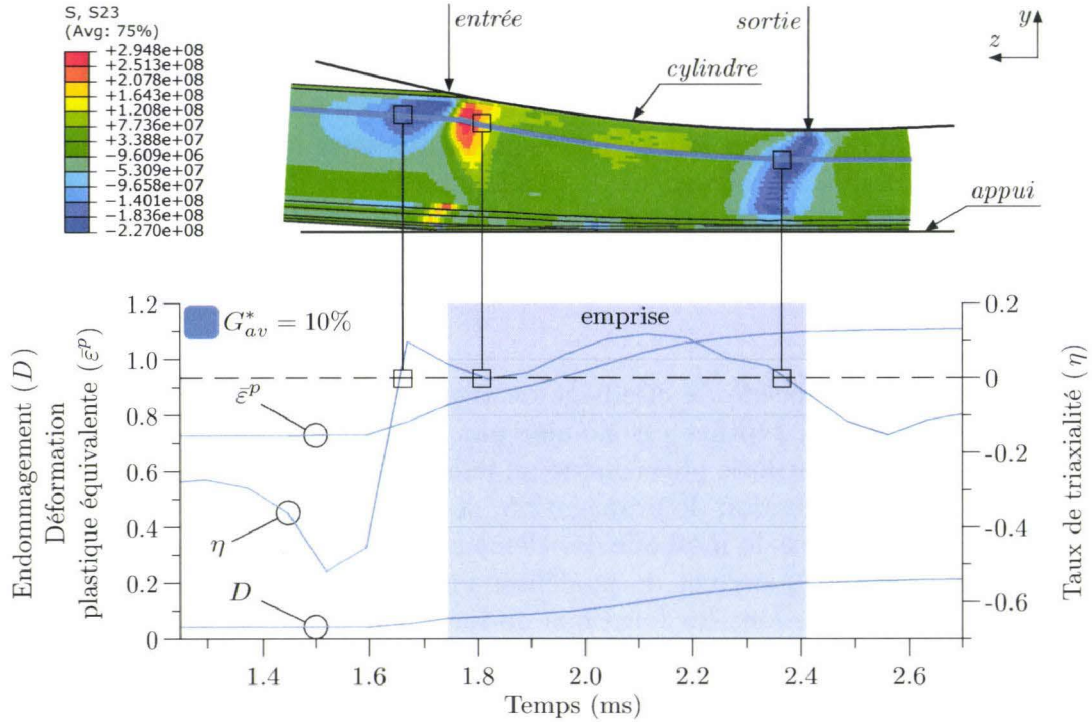 S, S23
(Avg: 75%)
+2.948e+08
+2.513e+08
+2.078e+08
+1.643e+08
+1.208e+08
+7.736e+07
+3.388e+07
-9.609e+06
-5.309e+07
-9.658e+07
-1.401e+08
-1.836e+08
-2.270e+08
entrée
sortie
cylindre
appui
y
z
G*av = 10%
emprise
ε̄ᵖ
η
D
1.2
1.0
0.8
0.6
0.4
0.2
0
0.2
0
-0.2
-0.4
-0.6
1.4
1.6
1.8
2.0
2.2
2.4
2.6
Temps (ms)
Endommagement (D)
Déformation
plastique équivalente (ε̄ᵖ)
Taux de triaxialité (η)